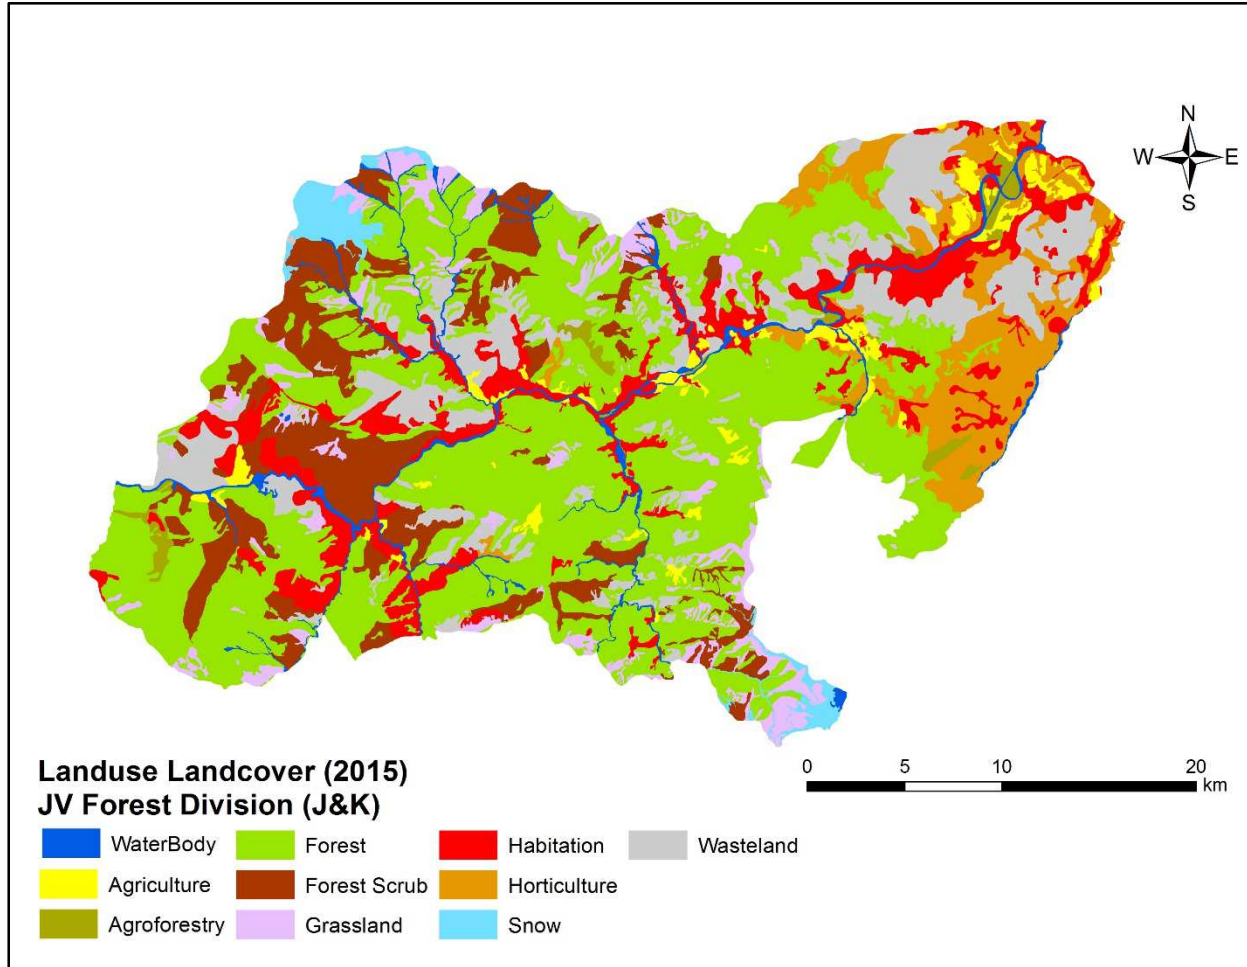 N
W E
S
Landuse Landcover (2015)
JV Forest Division (J&K)
0 5 10 20
km
WaterBody Forest Habitation Wasteland
Agriculture Forest Scrub Horticulture
Agroforestry Grassland Snow